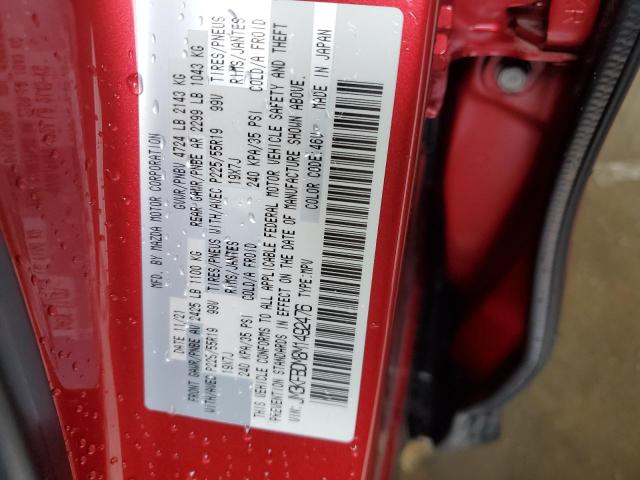 MFD. BY MAZDA MOTOR CORPORATION
DATE 11/21 GVWR/PNBV 4724 LB 2143 KG
FRONT GAWR/PNBE AV 2425 LB 1100 KG REAR GAWR/PNBE AR 2299 LB 1043 KG
WITH/AVEC P225/55R19 99V TIRES/PNEUS WITH/AVEC P225/55R19 99V TIRES/PNEUS
19X7J RIMS/JANTES 19X7J RIMS/JANTES
240 KPA/35 PSI COLD/A FROID 240 KPA/35 PSI COLD/A FROID
THIS VEHICLE CONFORMS TO ALL APPLICABLE FEDERAL MOTOR VEHICLE SAFETY AND THEFT
PREVENTION STANDARDS IN EFFECT ON THE DATE OF MANUFACTURE SHOWN ABOVE.
COLOR CODE:46V MADE IN JAPAN
VIN: JM3KFBDY8N1492476 TYPE:MPV